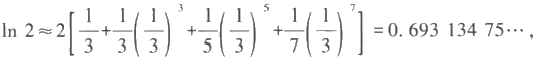 ln 2≈2[1/3+1/3(1/3)^3+1/5(1/3)^5+1/7(1/3)^7]=0.693 134 75⋯,